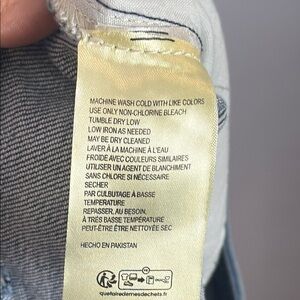 MACHINE WASH COLD WITH LIKE COLORS
USE ONLY NON-CHLORINE BLEACH
TUMBLE DRY LOW
LOW IRON AS NEEDED
MAY BE DRY CLEANED
LAVER À LA MACHINE À L'EAU
FROIDE AVEC COULEURS SIMILAIRES
UTILISER UN AGENT DE BLANCHIMENT
SANS CHLORE SI NÉCESSAIRE
SECHER
PAR CULBUTAGE À BASSE
TEMPERATURE
REPASSER, AU BESOIN,
A TRÉS BASSE TEMPÉRATURE
PEUT-ÊTRE ÊTRE NETTOYÉE SEC
HECHO EN PAKISTAN
quefairedemesdechets.fr